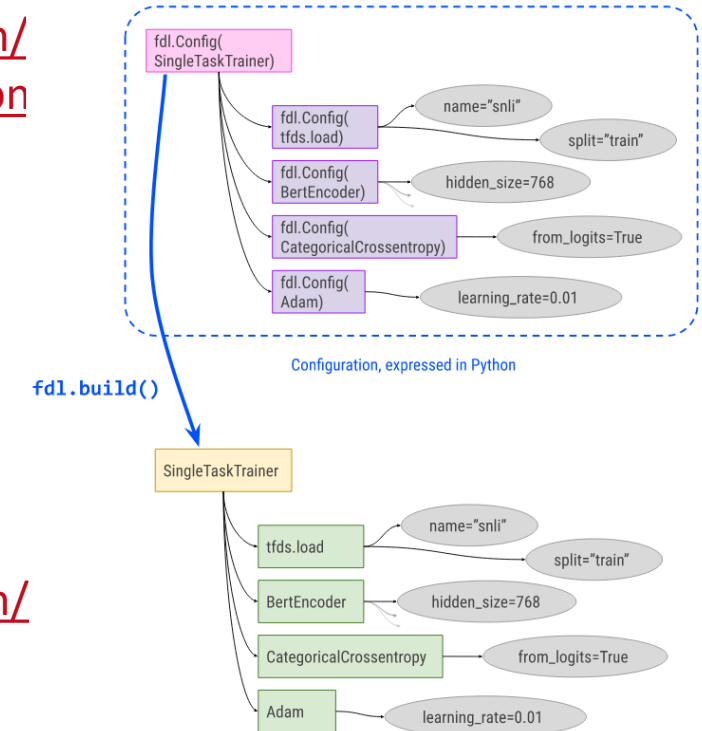 n/
on
fdl.Config(
SingleTaskTrainer)
fdl.Config(
tfds.load)
name="snli"
split="train"
fdl.Config(
BertEncoder)
hidden_size=768
fdl.Config(
CategoricalCrossentropy)
from_logits=True
fdl.Config(
Adam)
learning_rate=0.01
Configuration, expressed in Python
fdl.build()
SingleTaskTrainer
tfds.load
name="snli"
split="train"
BertEncoder
hidden_size=768
n/
CategoricalCrossentropy
from_logits=True
Adam
learning_rate=0.01